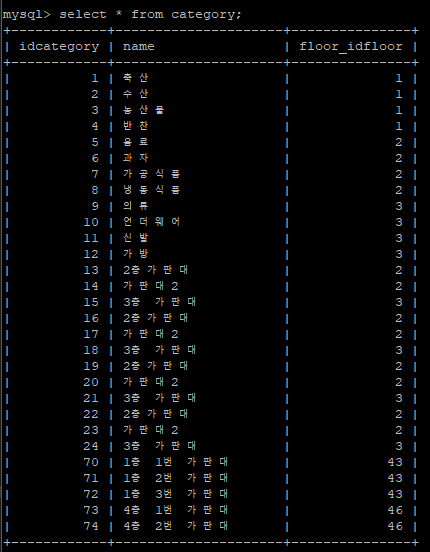 mysql> select * from category;
+------------+------------------+---------------+
| idcategory | name | floor_idfloor |
+------------+------------------+---------------+
| 1 | 축산 | 1 |
| 2 | 수산 | 1 |
| 3 | 농산물 | 1 |
| 4 | 반찬 | 1 |
| 5 | 음료 | 2 |
| 6 | 과자 | 2 |
| 7 | 가공식품 | 2 |
| 8 | 냉동식품 | 2 |
| 9 | 의류 | 3 |
| 10 | 언더웨어 | 3 |
| 11 | 신발 | 3 |
| 12 | 가방 | 3 |
| 13 | 2층가판대 | 2 |
| 14 | 가판대2 | 2 |
| 15 | 3층 가판대 | 3 |
| 16 | 2층가판대 | 2 |
| 17 | 가판대2 | 2 |
| 18 | 3층 가판대 | 3 |
| 19 | 2층가판대 | 2 |
| 20 | 가판대2 | 2 |
| 21 | 3층 가판대 | 3 |
| 22 | 2층가판대 | 2 |
| 23 | 가판대2 | 2 |
| 24 | 3층 가판대 | 3 |
| 70 | 1층 1번 가판대 | 43 |
| 71 | 1층 2번 가판대 | 43 |
| 72 | 1층 3번 가판대 | 43 |
| 73 | 4층 1번 가판대 | 46 |
| 74 | 4층 2번 가판대 | 46 |
+------------+------------------+---------------+